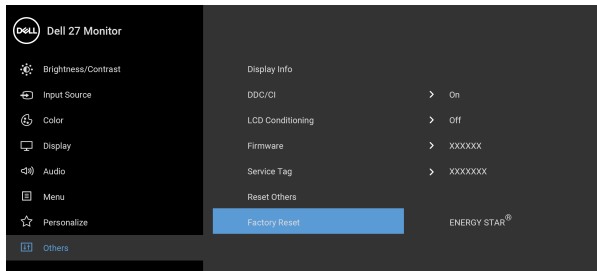 DELL Dell 27 Monitor
Brightness/Contrast Display Info
Input Source DDC/CI On
Color LCD Conditioning Off
Display Firmware XXXXXX
Audio Service Tag XXXXXXX
Menu Reset Others
Personalize Factory Reset ENERGY STAR®
Others